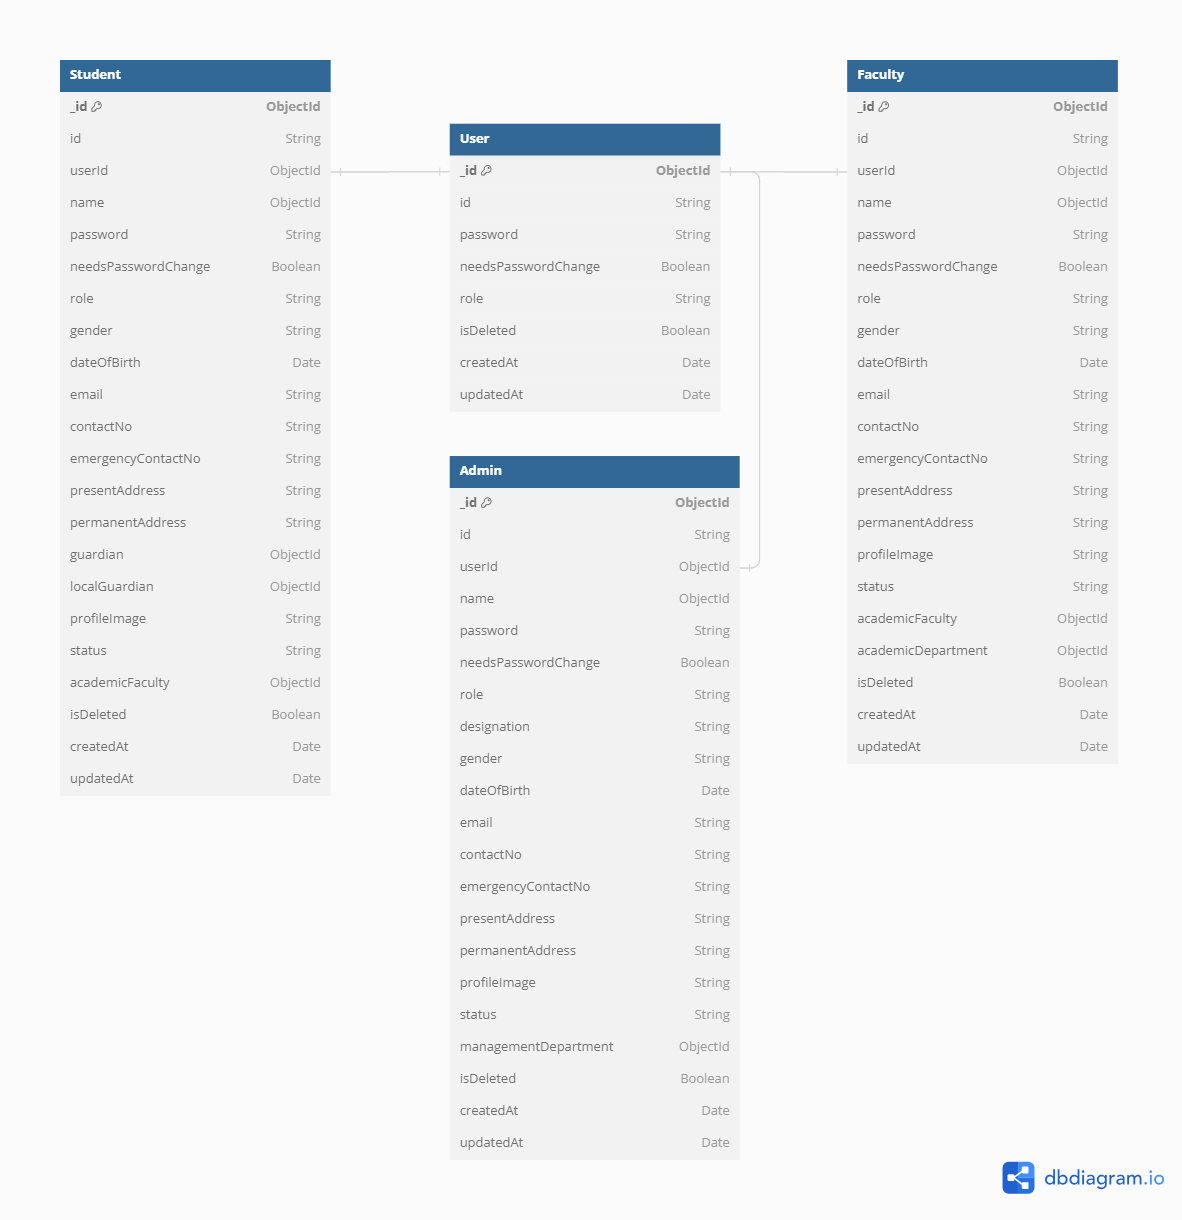 Student
_id ObjectId
id String
userId ObjectId
name ObjectId
password String
needsPasswordChange Boolean
role String
gender String
dateOfBirth Date
email String
contactNo String
emergencyContactNo String
presentAddress String
permanentAddress String
guardian ObjectId
localGuardian ObjectId
profileImage String
status String
academicFaculty ObjectId
isDeleted Boolean
createdAt Date
updatedAt Date
User
_id ObjectId
id String
password String
needsPasswordChange Boolean
role String
isDeleted Boolean
createdAt Date
updatedAt Date
Admin
_id ObjectId
id String
userId ObjectId
name ObjectId
password String
needsPasswordChange Boolean
role String
designation String
gender String
dateOfBirth Date
email String
contactNo String
emergencyContactNo String
presentAddress String
permanentAddress String
profileImage String
status String
managementDepartment ObjectId
isDeleted Boolean
createdAt Date
updatedAt Date
Faculty
_id ObjectId
id String
userId ObjectId
name ObjectId
password String
needsPasswordChange Boolean
role String
gender String
dateOfBirth Date
email String
contactNo String
emergencyContactNo String
presentAddress String
permanentAddress String
profileImage String
status String
academicFaculty ObjectId
academicDepartment ObjectId
isDeleted Boolean
createdAt Date
updatedAt Date
dbdiagram.io